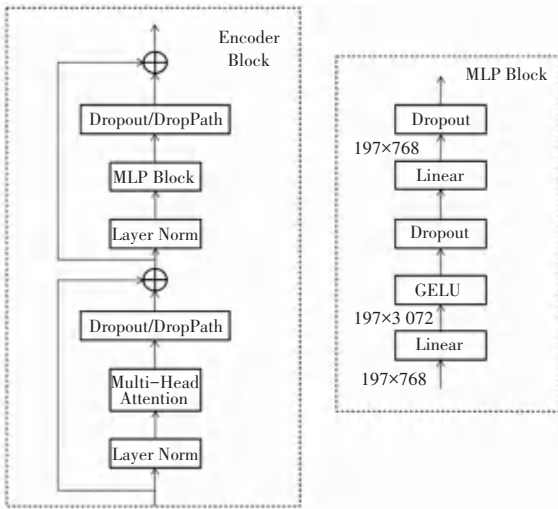 Encoder
Block
Dropout/DropPath
MLP Block
Layer Norm
Dropout/DropPath
Multi-Head
Attention
Layer Norm
MLP Block
Dropout
197×768
Linear
Dropout
GELU
197×3 072
Linear
197×768